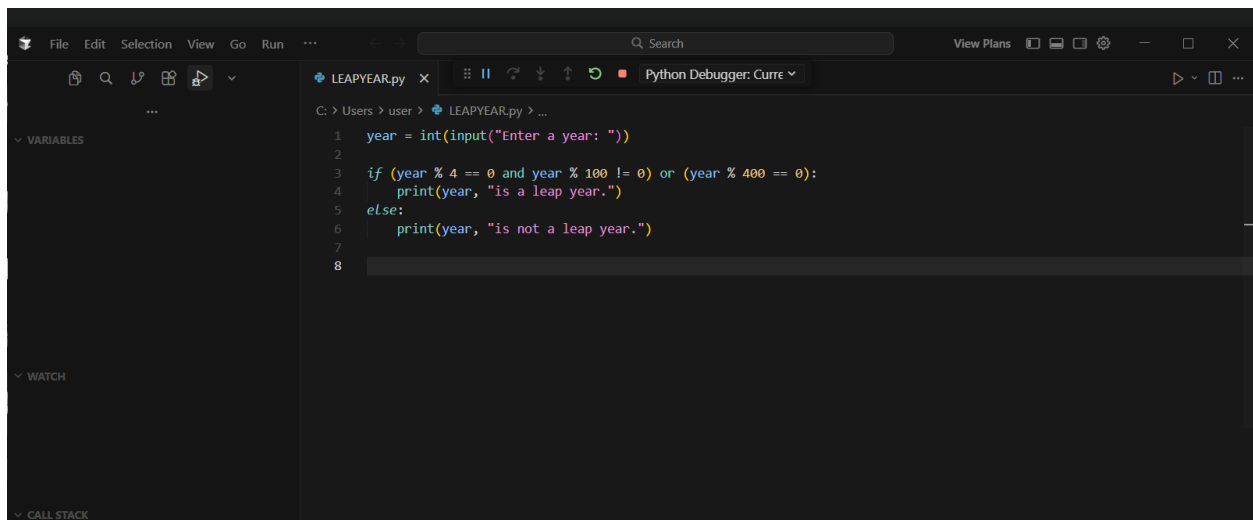 File Edit Selection View Go Run ··· Search View Plans
LEAPYEAR.py Python Debugger: Curre
C: > Users > user > LEAPYEAR.py > ...
VARIABLES
1 year = int(input("Enter a year: "))
2
3 if (year % 4 == 0 and year % 100 != 0) or (year % 400 == 0):
4     print(year, "is a leap year.")
5 else:
6     print(year, "is not a leap year.")
7
8
WATCH
CALL STACK